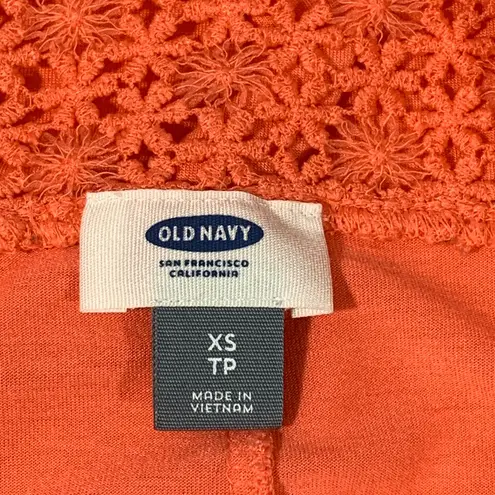 OLD NAVY
SAN FRANCISCO
CALIFORNIA
XS
TP
MADE IN
VIETNAM